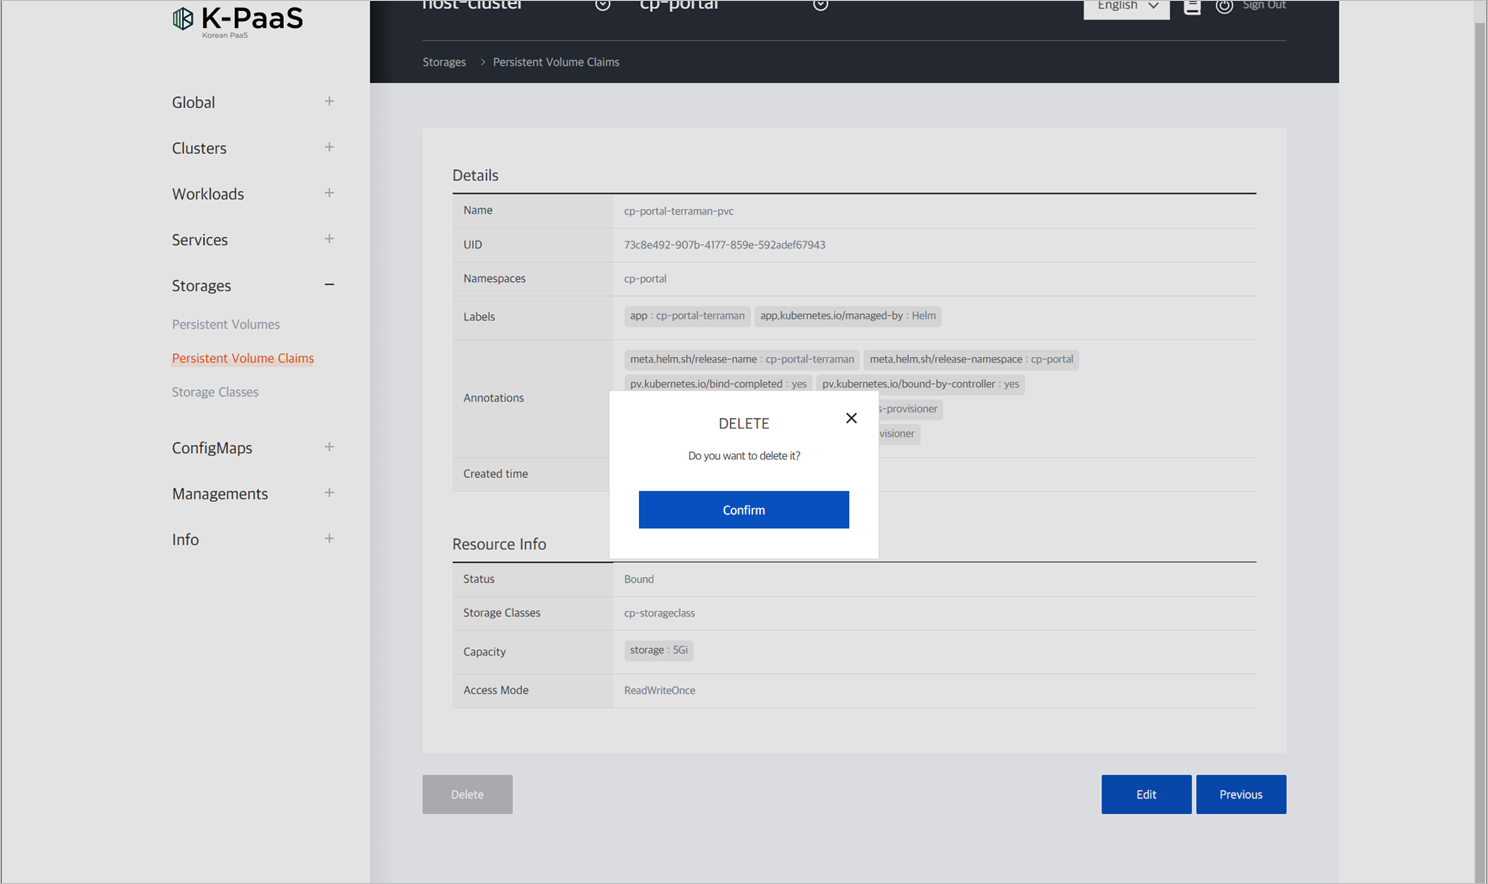 K-PaaS
Korean PaaS
host-cluster
cp-portal
English
Sign Out
Storages > Persistent Volume Claims
Global
Clusters
Workloads
Services
Storages
Persistent Volumes
Persistent Volume Claims
Storage Classes
ConfigMaps
Managements
Info
Details
Name cp-portal-terraman-pvc
UID 73c8e492-907b-4177-859e-592adef67943
Namespaces cp-portal
Labels app : cp-portal-terraman app.kubernetes.io/managed-by : Helm
Annotations
meta.helm.sh/release-name : cp-portal-terraman meta.helm.sh/release-namespace : cp-portal
pv.kubernetes.io/bind-completed : yes pv.kubernetes.io/bound-by-controller : yes
s-provisioner
visioner
Created time
DELETE
Do you want to delete it?
Confirm
Resource Info
Status Bound
Storage Classes cp-storageclass
Capacity storage : 5Gi
Access Mode ReadWriteOnce
Delete
Edit
Previous